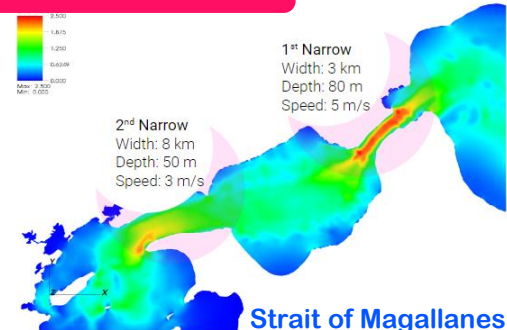 2.500
1.875
1.250
0.6249
0.000
Max: 2.500
Min: 0.000
1st Narrow
Width: 3 km
Depth: 80 m
Speed: 5 m/s
2nd Narrow
Width: 8 km
Depth: 50 m
Speed: 3 m/s
Y
Z
X
Strait of Magallanes